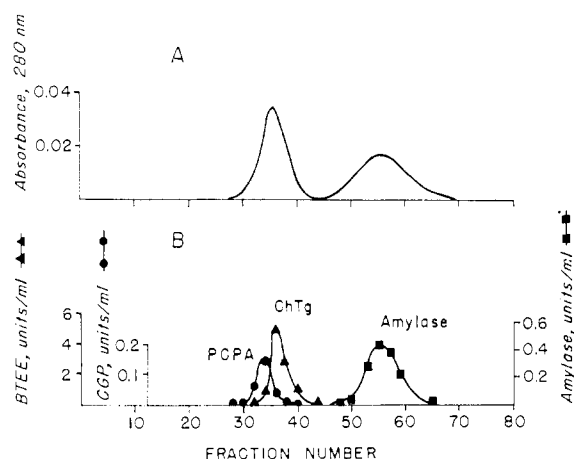 A
Absorbance, 280 nm
0.04
0.02
B
BTEE, units/ml
CGP, units/ml
Amylase, units/ml
6
4
2
0.2
0.1
PCPA
ChTg
Amylase
0.6
0.4
0.2
10 20 30 40 50 60 70 80
FRACTION NUMBER